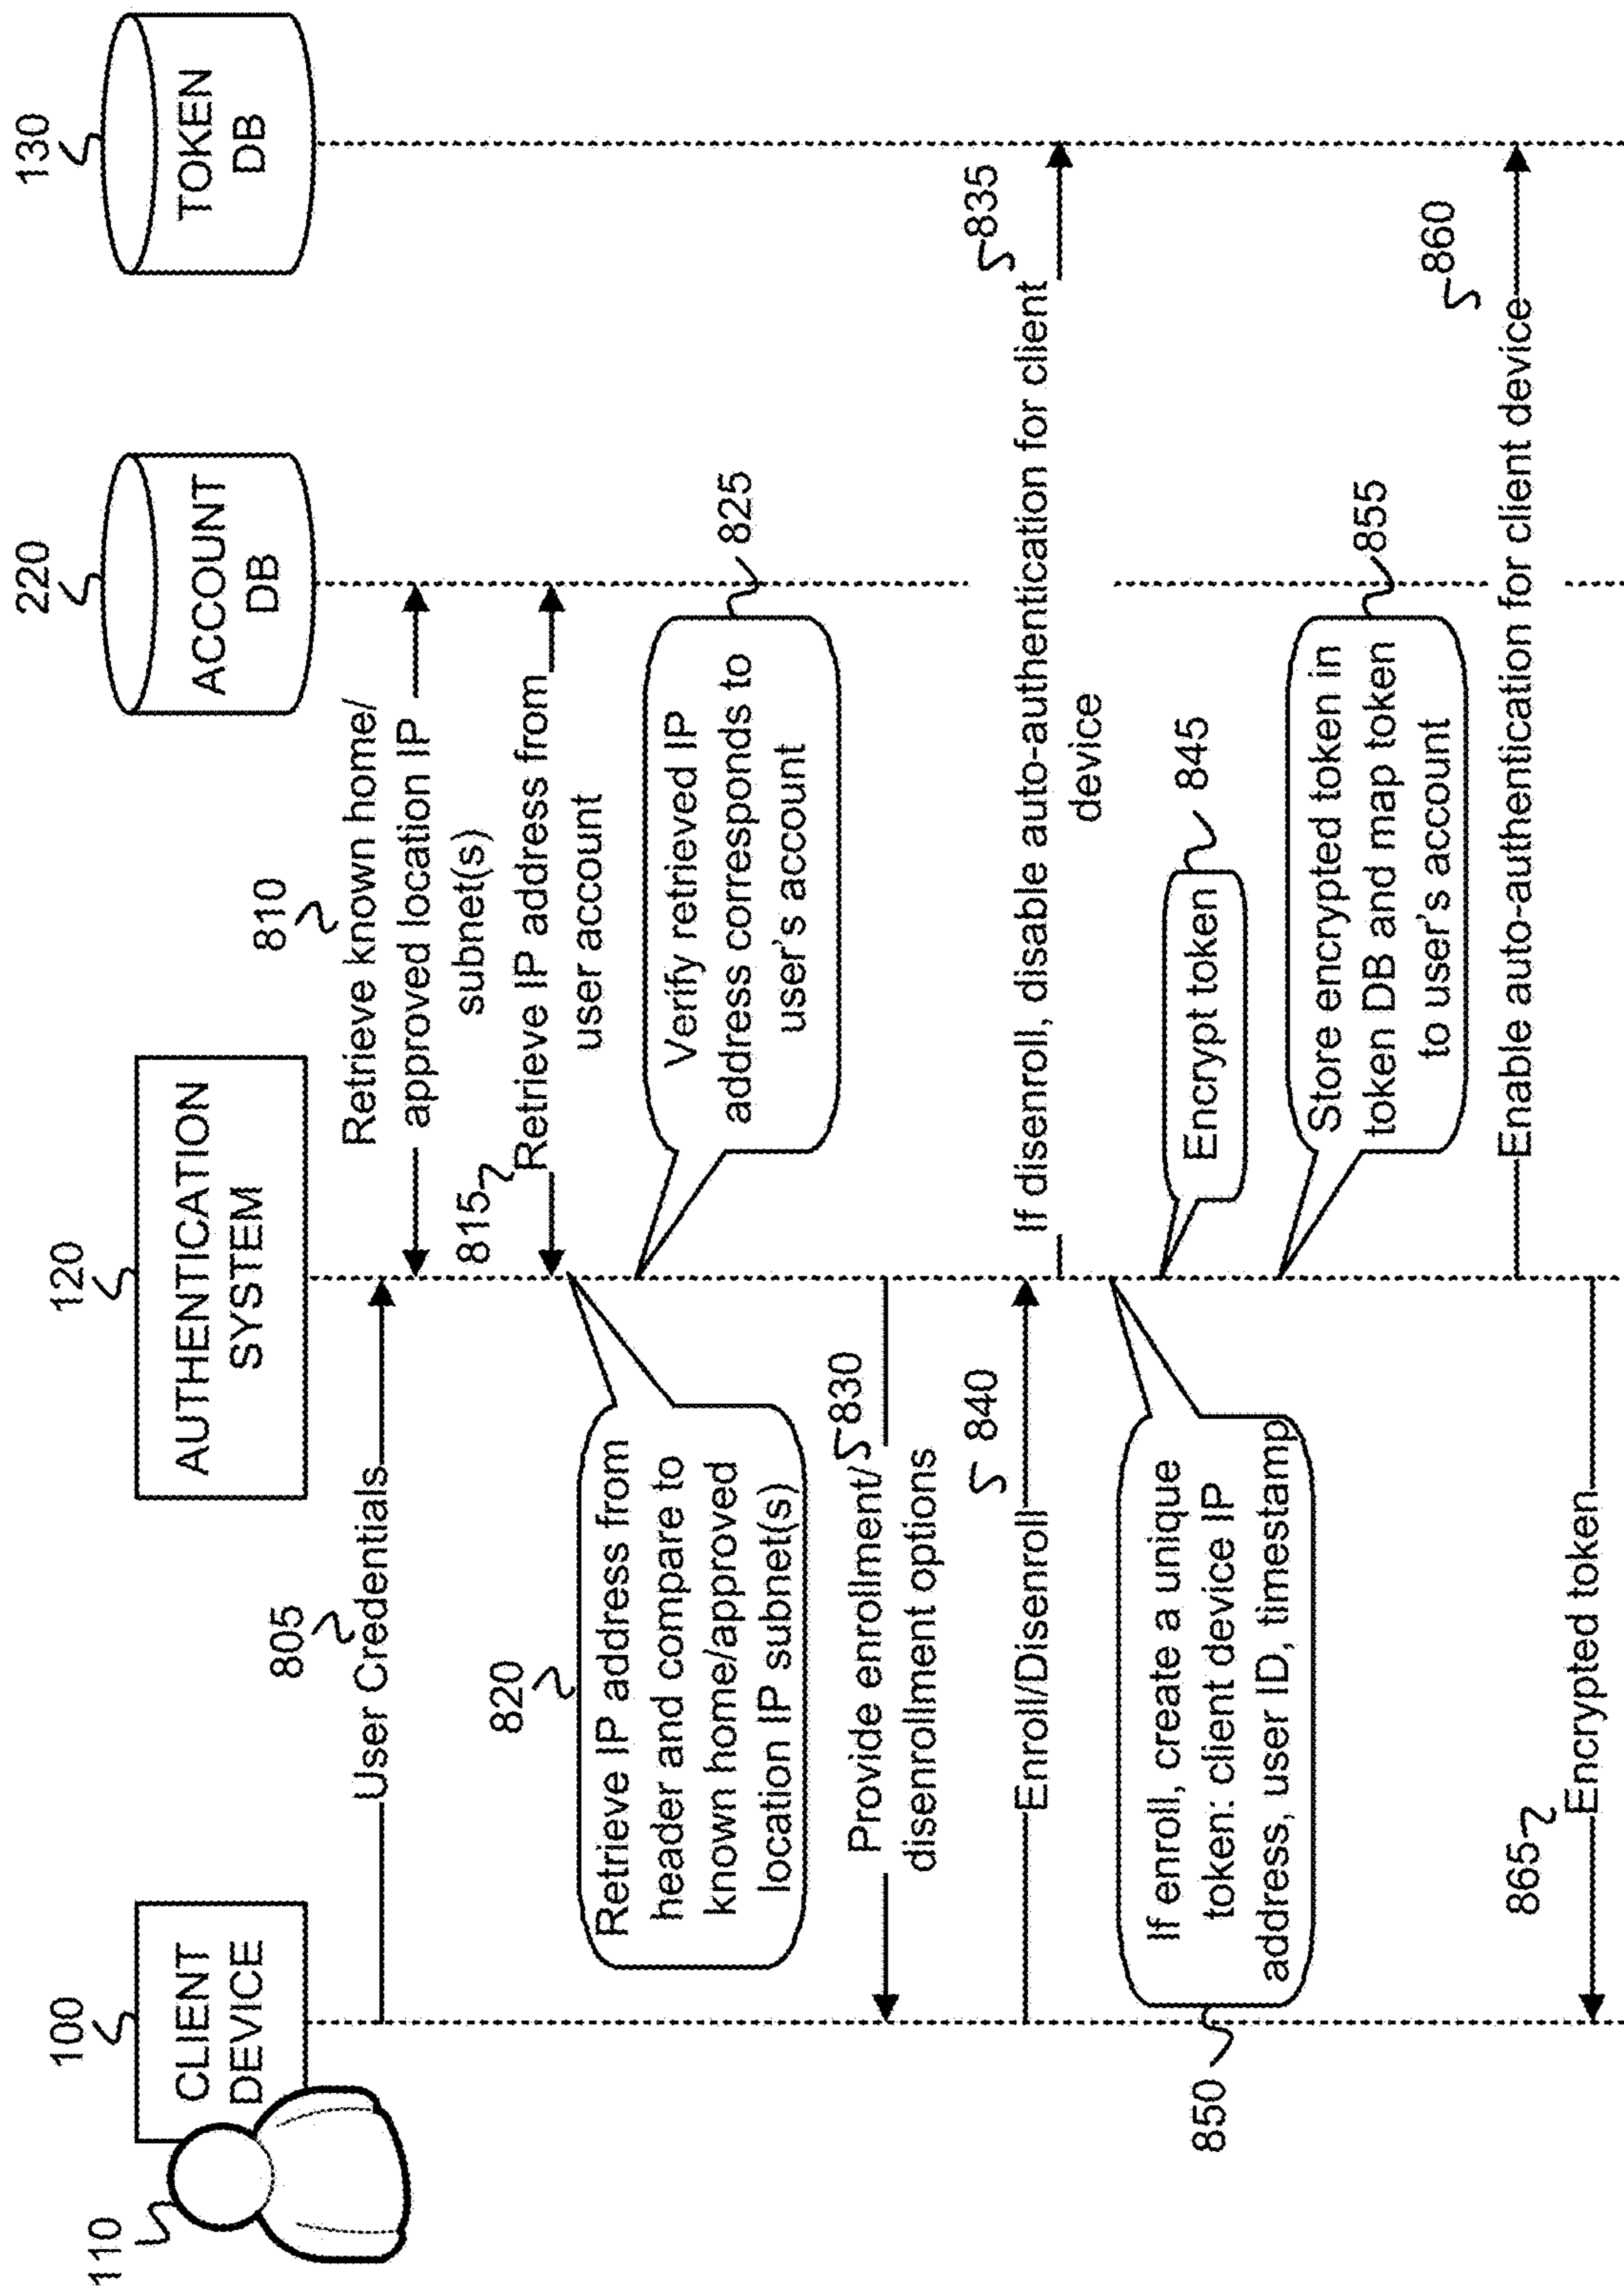 110
100
CLIENT
DEVICE
120
AUTHENTICATION
SYSTEM
220
ACCOUNT
DB
130
TOKEN
DB
805
User Credentials
810
Retrieve known home/
approved location IP
subnet(s)
815
Retrieve IP address from
user account
820
Retrieve IP address from
header and compare to
known home/approved
location IP subnet(s)
825
Verify retrieved IP
address corresponds to
user's account
830
Provide enrollment/
disenrollment options
840
Enroll/Disenroll
835
If disenroll, disable auto-authentication for client
device
850
If enroll, create a unique
token: client device IP
address, user ID, timestamp
845
Encrypt token
855
Store encrypted token in
token DB and map token
to user's account
860
Enable auto-authentication for client device
865
Encrypted token